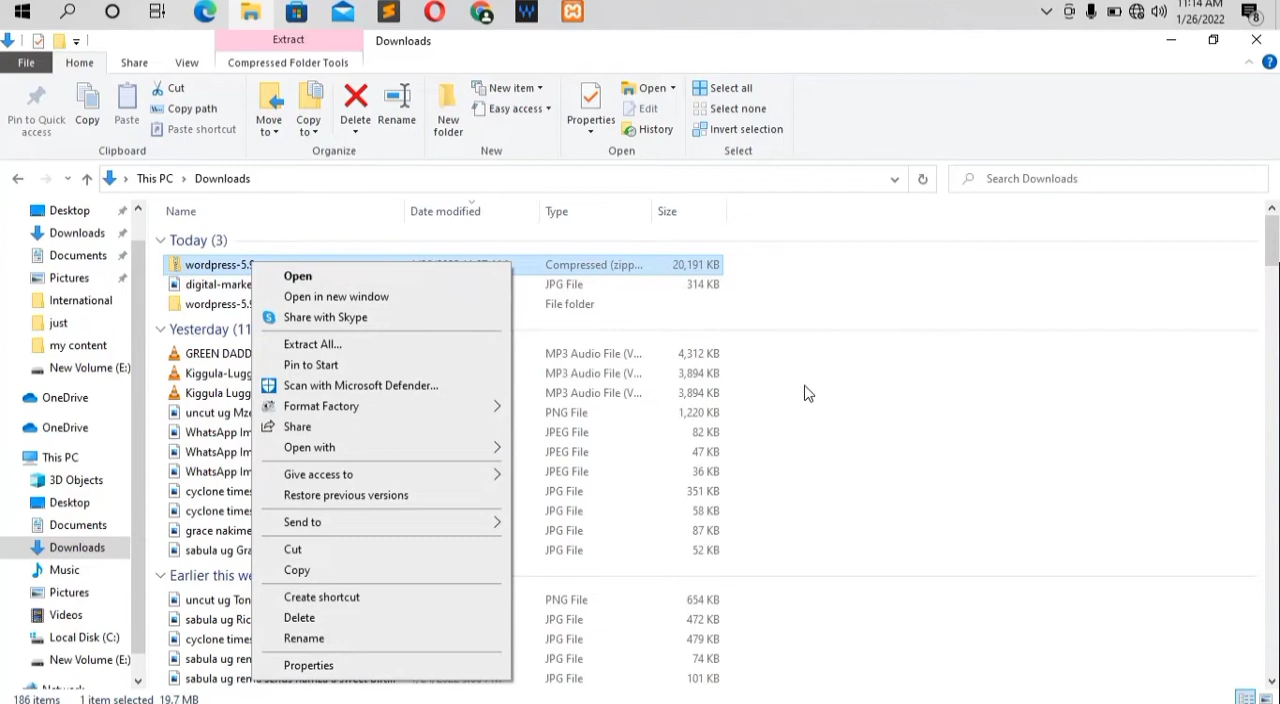 11:14 AM
1/26/2022
8
Extract
Downloads
File
Home
Share
View
Compressed Folder Tools
Pin to Quick access
Copy
Paste
Cut
Copy path
Paste shortcut
Move to
Copy to
Delete
Rename
New folder
New item
Easy access
Properties
Open
Edit
History
Select all
Select none
Invert selection
Clipboard
Organize
New
Open
Select
This PC > Downloads
Search Downloads
Name
Date modified
Type
Size
Desktop
Downloads
Documents
Pictures
International
just
my content
New Volume (E:)
OneDrive
OneDrive
This PC
3D Objects
Desktop
Documents
Downloads
Music
Pictures
Videos
Local Disk (C:)
New Volume (E:)
Today (3)
wordpress-5.9 Compressed (zipp... 20,191 KB
digital-marke JPG File 314 KB
wordpress-5.9 File folder
Yesterday (11
GREEN DADD MP3 Audio File (V... 4,312 KB
Kiggula-Lugg MP3 Audio File (V... 3,894 KB
Kiggula Lugg MP3 Audio File (V... 3,894 KB
uncut ug Mze PNG File 1,220 KB
WhatsApp Im JPEG File 82 KB
WhatsApp Im JPEG File 47 KB
WhatsApp Im JPEG File 36 KB
cyclone times JPG File 351 KB
cyclone times JPG File 58 KB
grace nakime JPG File 87 KB
sabula ug Gra JPG File 52 KB
Earlier this we
uncut ug Ton PNG File 654 KB
sabula ug Ric JPG File 472 KB
cyclone times JPG File 479 KB
sabula ug ren JPG File 74 KB
sabula ug JPG File 101 KB
Open
Open in new window
Share with Skype
Extract All...
Pin to Start
Scan with Microsoft Defender...
Format Factory
Share
Open with
Give access to
Restore previous versions
Send to
Cut
Copy
Create shortcut
Delete
Rename
Properties
186 items 1 item selected 19.7 MB